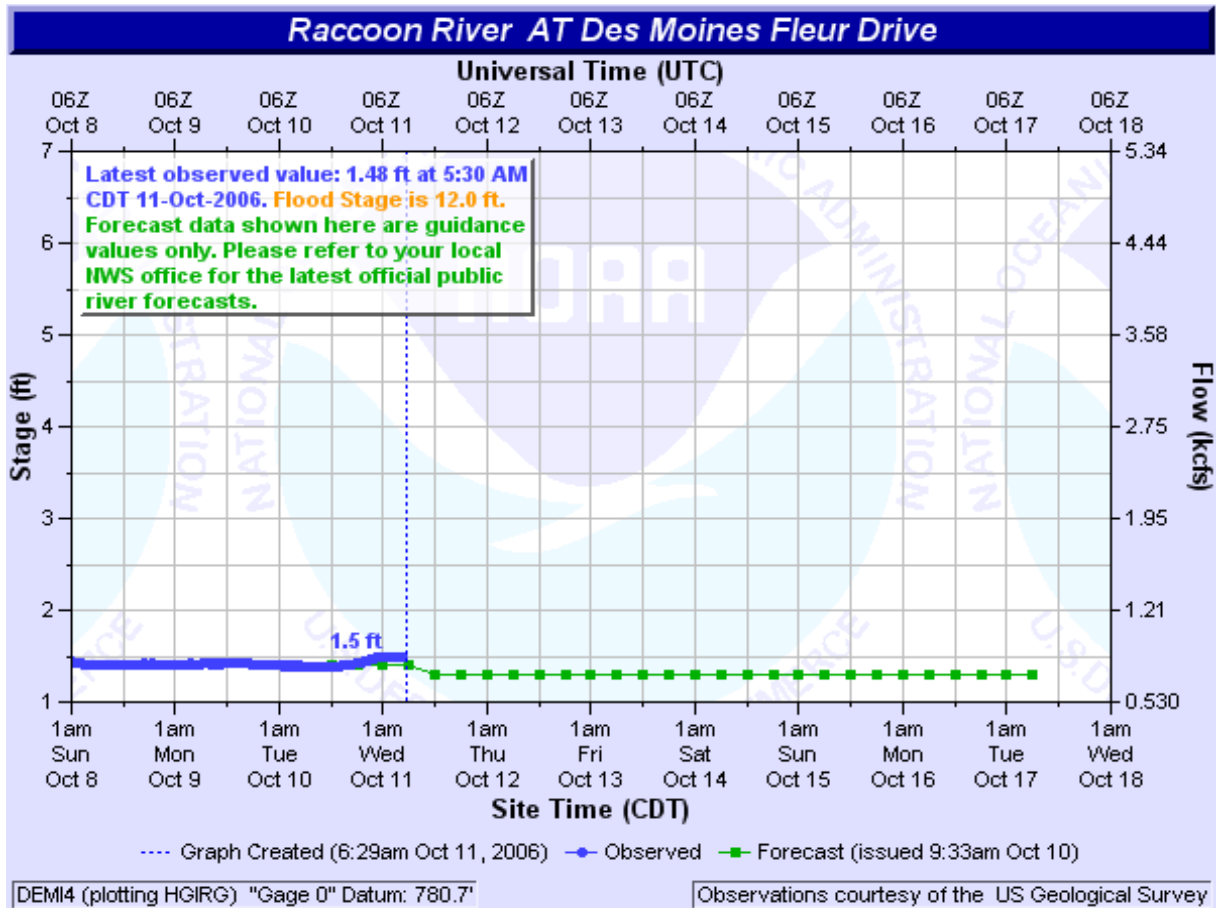 Raccoon River AT Des Moines Fleur Drive
Universal Time (UTC)
06Z 06Z 06Z 06Z 06Z 06Z 06Z 06Z 06Z 06Z 06Z
Oct 8 Oct 9 Oct 10 Oct 11 Oct 12 Oct 13 Oct 14 Oct 15 Oct 16 Oct 17 Oct 18
Latest observed value: 1.48 ft at 5:30 AM
CDT 11-Oct-2006. Flood Stage is 12.0 ft.
Forecast data shown here are guidance
values only. Please refer to your local
NWS office for the latest official public
river forecasts.
Stage (ft)
7
6
5
4
3
2
1
1.5 ft
NOAA
NATIONAL OCEANIC
ADMINISTRATION
Flow (kcfs)
5.34
4.44
3.58
2.75
1.95
1.21
0.530
1am 1am 1am 1am 1am 1am 1am 1am 1am 1am 1am
Sun Mon Tue Wed Thu Fri Sat Sun Mon Tue Wed
Oct 8 Oct 9 Oct 10 Oct 11 Oct 12 Oct 13 Oct 14 Oct 15 Oct 16 Oct 17 Oct 18
Site Time (CDT)
Graph Created (6:29am Oct 11, 2006) Observed Forecast (issued 9:33am Oct 10)
DEMI4 (plotting HGIRG) "Gage 0" Datum: 780.7'
Observations courtesy of the US Geological Survey